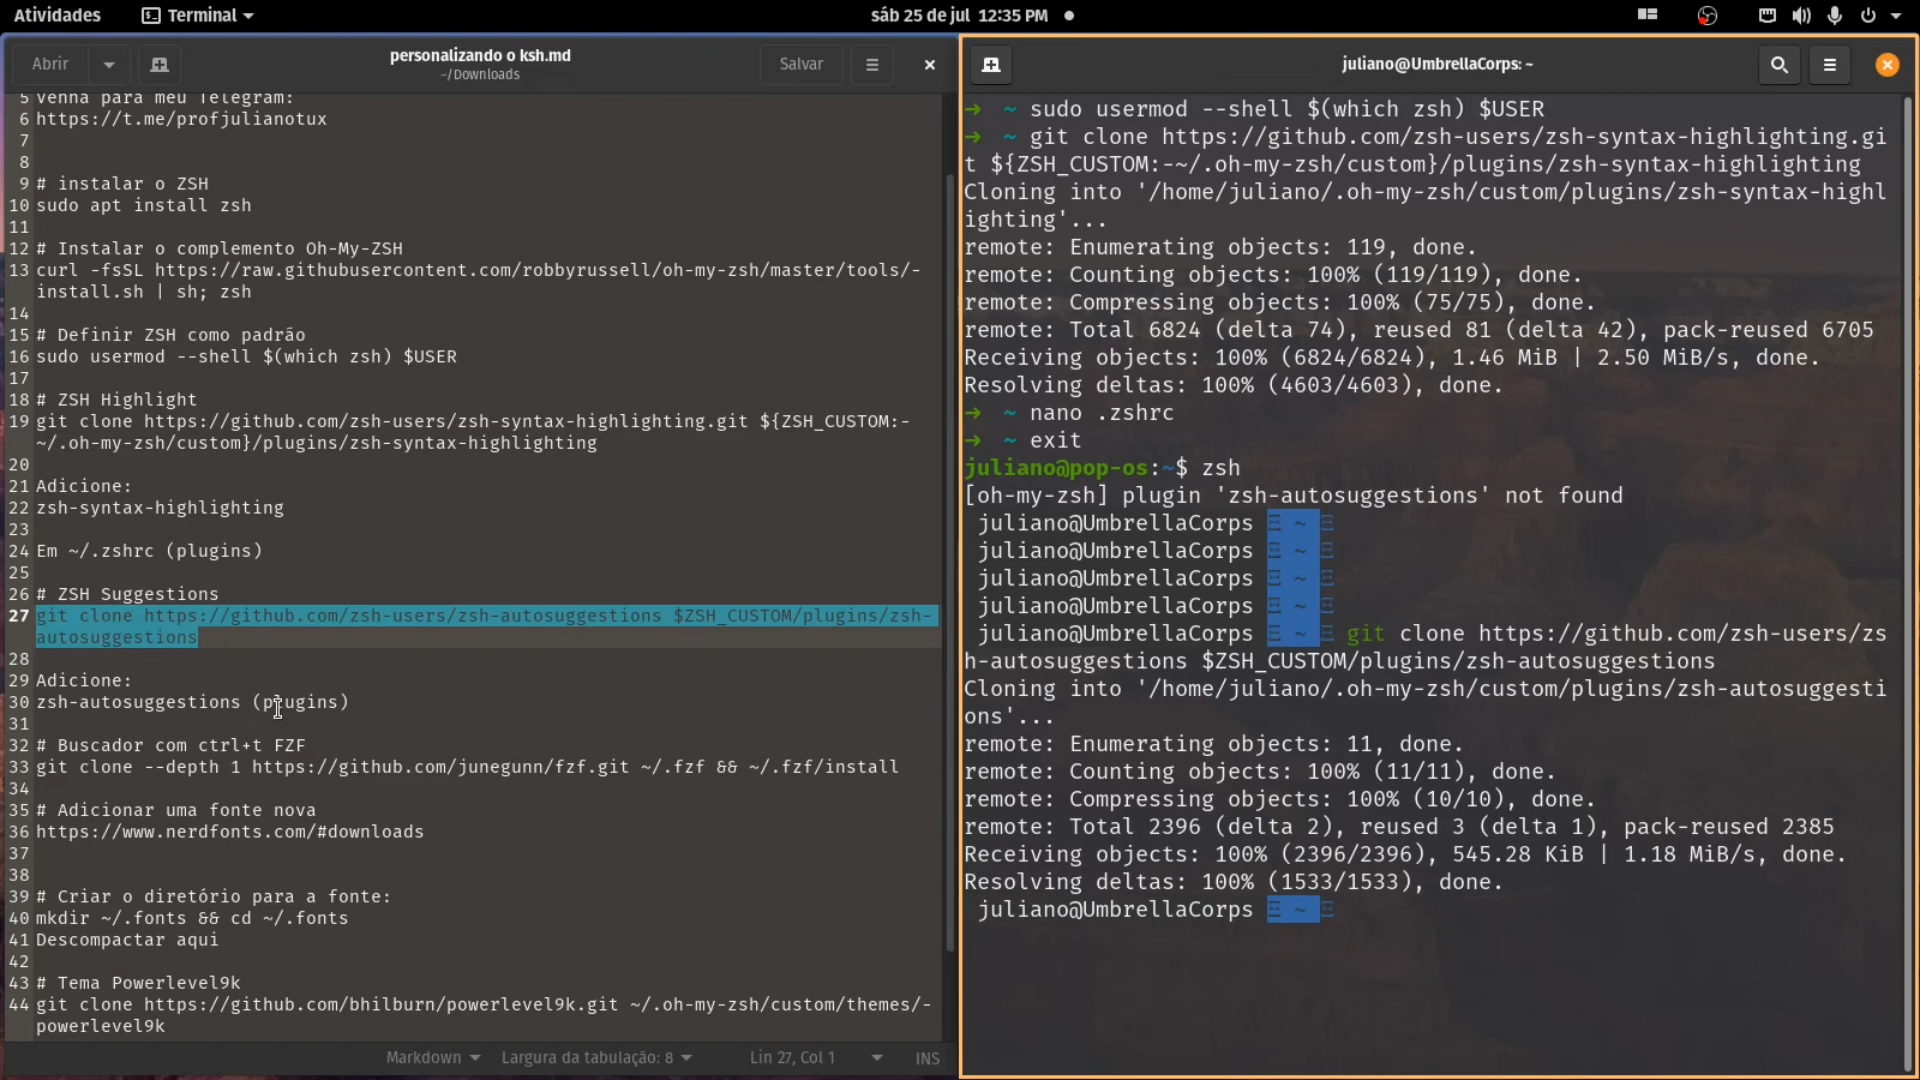 Atividades
Terminal
sáb 25 de jul 12:35 PM
Abrir
personalizando o ksh.md
~/Downloads
Salvar
5 Venha para meu Telegram:
6 https://t.me/profjulianotux
7
8
9 # instalar o ZSH
10 sudo apt install zsh
11
12 # Instalar o complemento Oh-My-ZSH
13 curl -fsSL https://raw.githubusercontent.com/robbyrussell/oh-my-zsh/master/tools/-
install.sh | sh; zsh
14
15 # Definir ZSH como padrão
16 sudo usermod --shell $(which zsh) $USER
17
18 # ZSH Highlight
19 git clone https://github.com/zsh-users/zsh-syntax-highlighting.git ${ZSH_CUSTOM:-
~/.oh-my-zsh/custom}/plugins/zsh-syntax-highlighting
20
21 Adicione:
22 zsh-syntax-highlighting
23
24 Em ~/.zshrc (plugins)
25
26 # ZSH Suggestions
27 git clone https://github.com/zsh-users/zsh-autosuggestions $ZSH_CUSTOM/plugins/zsh-
autosuggestions
28
29 Adicione:
30 zsh-autosuggestions (plugins)
31
32 # Buscador com ctrl+t FZF
33 git clone --depth 1 https://github.com/junegunn/fzf.git ~/.fzf && ~/.fzf/install
34
35 # Adicionar uma fonte nova
36 https://www.nerdfonts.com/#downloads
37
38
39 # Criar o diretório para a fonte:
40 mkdir ~/.fonts && cd ~/.fonts
41 Descompactar aqui
42
43 # Tema Powerlevel9k
44 git clone https://github.com/bhilburn/powerlevel9k.git ~/.oh-my-zsh/custom/themes/-
powerlevel9k
Markdown
Largura da tabulação: 8
Lin 27, Col 1
INS
juliano@UmbrellaCorps: ~
→ ~ sudo usermod --shell $(which zsh) $USER
→ ~ git clone https://github.com/zsh-users/zsh-syntax-highlighting.gi
t ${ZSH_CUSTOM:-~/.oh-my-zsh/custom}/plugins/zsh-syntax-highlighting
Cloning into '/home/juliano/.oh-my-zsh/custom/plugins/zsh-syntax-highl
ighting'...
remote: Enumerating objects: 119, done.
remote: Counting objects: 100% (119/119), done.
remote: Compressing objects: 100% (75/75), done.
remote: Total 6824 (delta 74), reused 81 (delta 42), pack-reused 6705
Receiving objects: 100% (6824/6824), 1.46 MiB | 2.50 MiB/s, done.
Resolving deltas: 100% (4603/4603), done.
→ ~ nano .zshrc
→ ~ exit
juliano@pop-os:~$ zsh
[oh-my-zsh] plugin 'zsh-autosuggestions' not found
juliano@UmbrellaCorps ~
juliano@UmbrellaCorps ~
juliano@UmbrellaCorps ~
juliano@UmbrellaCorps ~
juliano@UmbrellaCorps ~ git clone https://github.com/zsh-users/zs
h-autosuggestions $ZSH_CUSTOM/plugins/zsh-autosuggestions
Cloning into '/home/juliano/.oh-my-zsh/custom/plugins/zsh-autosuggesti
ons'...
remote: Enumerating objects: 11, done.
remote: Counting objects: 100% (11/11), done.
remote: Compressing objects: 100% (10/10), done.
remote: Total 2396 (delta 2), reused 3 (delta 1), pack-reused 2385
Receiving objects: 100% (2396/2396), 545.28 KiB | 1.18 MiB/s, done.
Resolving deltas: 100% (1533/1533), done.
juliano@UmbrellaCorps ~